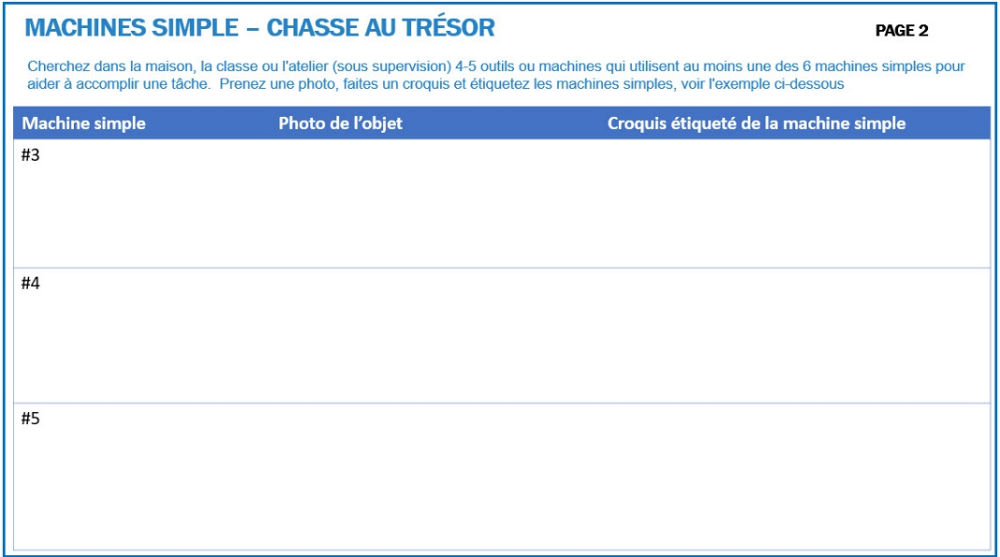 MACHINES SIMPLE – CHASSE AU TRÉSOR
PAGE 2
Cherchez dans la maison, la classe ou l'atelier (sous supervision) 4-5 outils ou machines qui utilisent au moins une des 6 machines simples pour
aider à accomplir une tâche. Prenez une photo, faites un croquis et étiquetez les machines simples, voir l'exemple ci-dessous
Machine simple Photo de l’objet Croquis étiqueté de la machine simple
#3
#4
#5